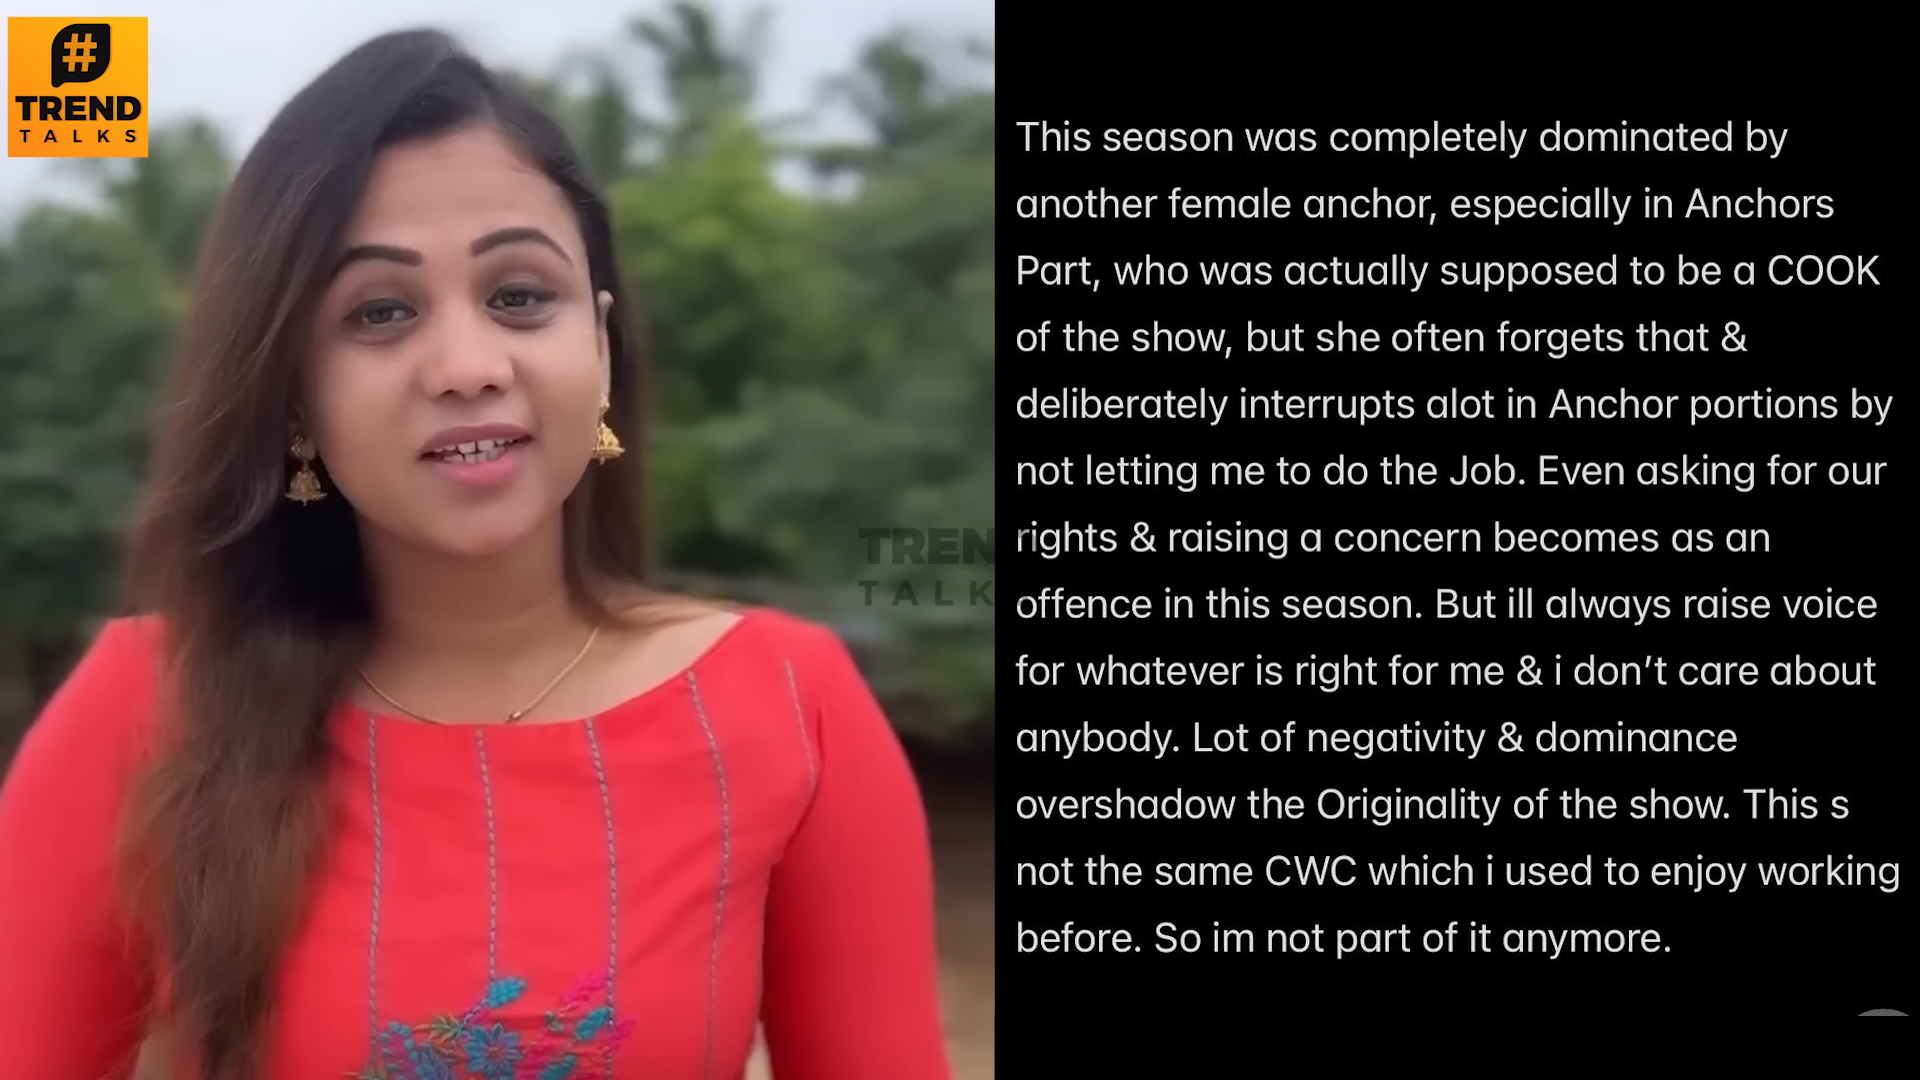 #
TREND
TALKS
This season was completely dominated by
another female anchor, especially in Anchors
Part, who was actually supposed to be a COOK
of the show, but she often forgets that &
deliberately interrupts alot in Anchor portions by
not letting me to do the Job. Even asking for our
rights & raising a concern becomes as an
offence in this season. But ill always raise voice
for whatever is right for me & i don’t care about
anybody. Lot of negativity & dominance
overshadow the Originality of the show. This s
not the same CWC which i used to enjoy working
before. So im not part of it anymore.
TREN
TALK